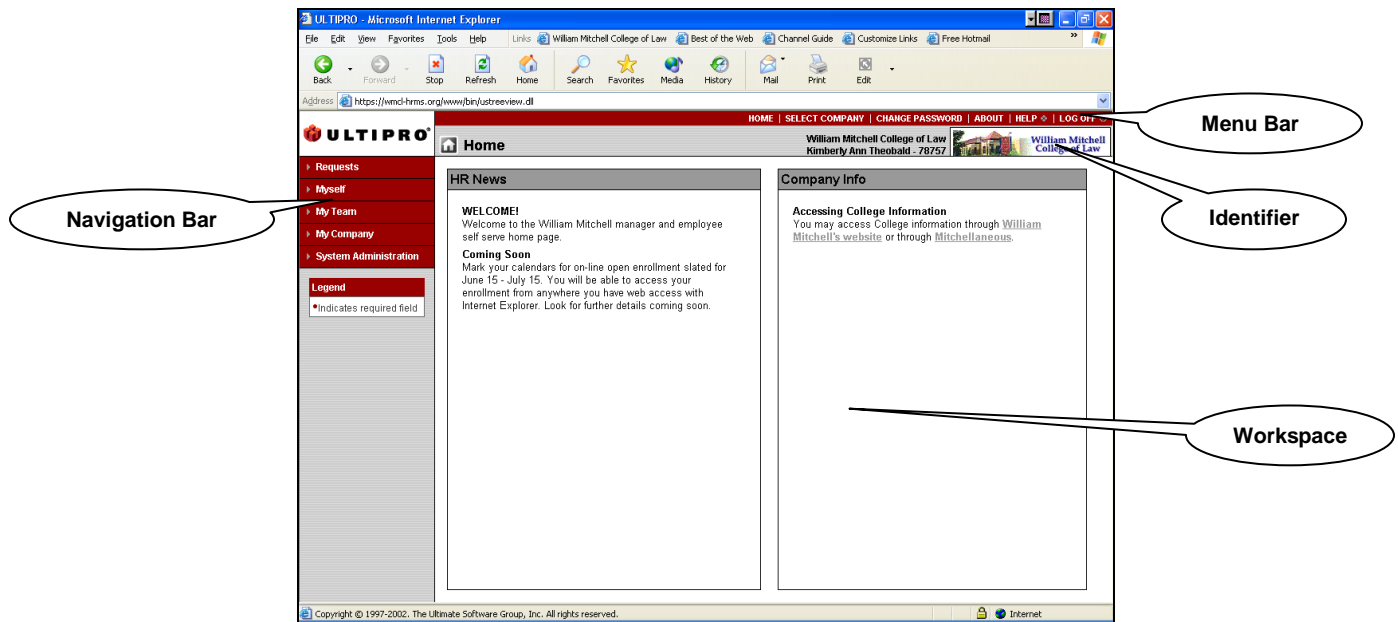 ULTIPRO - Microsoft Internet Explorer
File Edit View Favorites Tools Help Links William Mitchell College of Law Best of the Web Channel Guide Customize Links Free Hotmail »
Back Forward Stop Refresh Home Search Favorites Media History Mail Print Edit
Address https://wmcl-hrms.org/www/bin/ustreeview.dll
HOME | SELECT COMPANY | CHANGE PASSWORD | ABOUT | HELP | LOG OFF
Menu Bar
ULTIPRO
Home
William Mitchell College of Law
Kimberly Ann Theobald - 78757
William Mitchell
College of Law
Identifier
Requests
Myself
My Team
My Company
System Administration
Navigation Bar
Legend
•Indicates required field
HR News
WELCOME!
Welcome to the William Mitchell manager and employee
self serve home page.
Coming Soon
Mark your calendars for on-line open enrollment slated for
June 15 - July 15. You will be able to access your
enrollment from anywhere you have web access with
Internet Explorer. Look for further details coming soon.
Company Info
Accessing College Information
You may access College information through William
Mitchell's website or through Mitchellaneous.
Workspace
Copyright © 1997-2002. The Ultimate Software Group, Inc. All rights reserved.
Internet